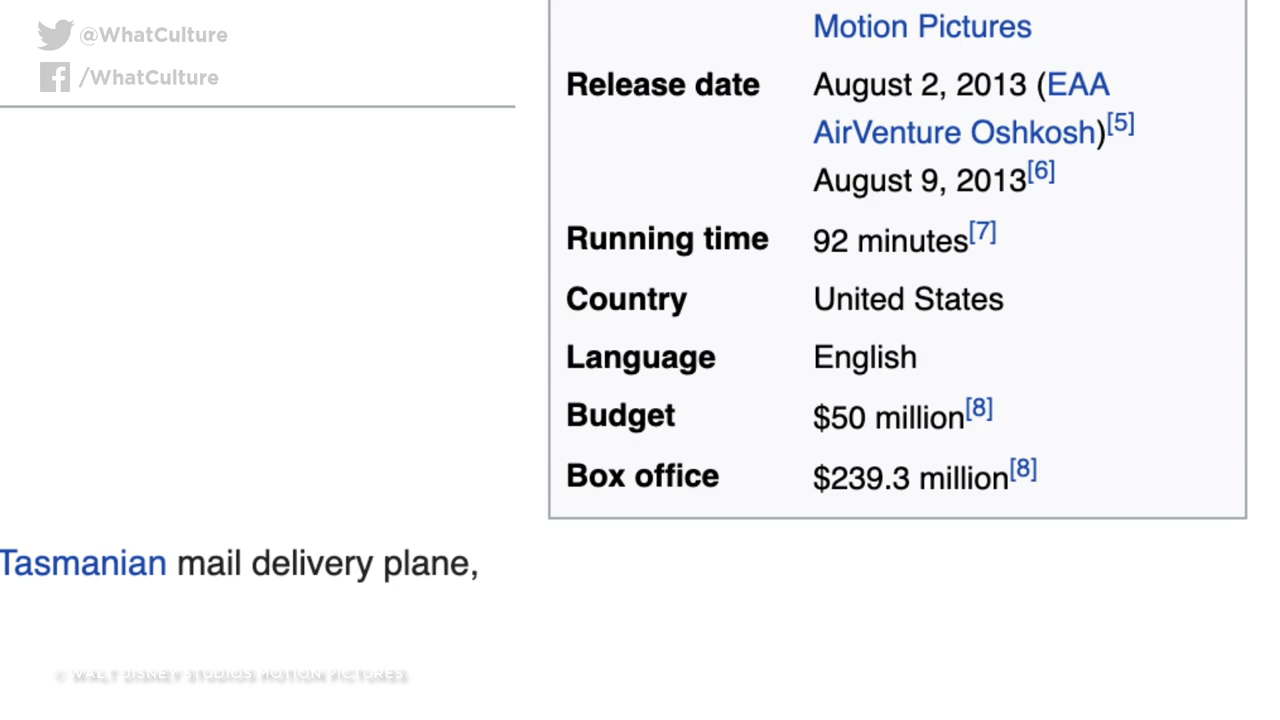 @WhatCulture
/WhatCulture
Motion Pictures
Release date August 2, 2013 (EAA
AirVenture Oshkosh)[5]
August 9, 2013[6]
Running time 92 minutes[7]
Country United States
Language English
Budget $50 million[8]
Box office $239.3 million[8]
Tasmanian mail delivery plane,
© WALT DISNEY STUDIOS MOTION PICTURES